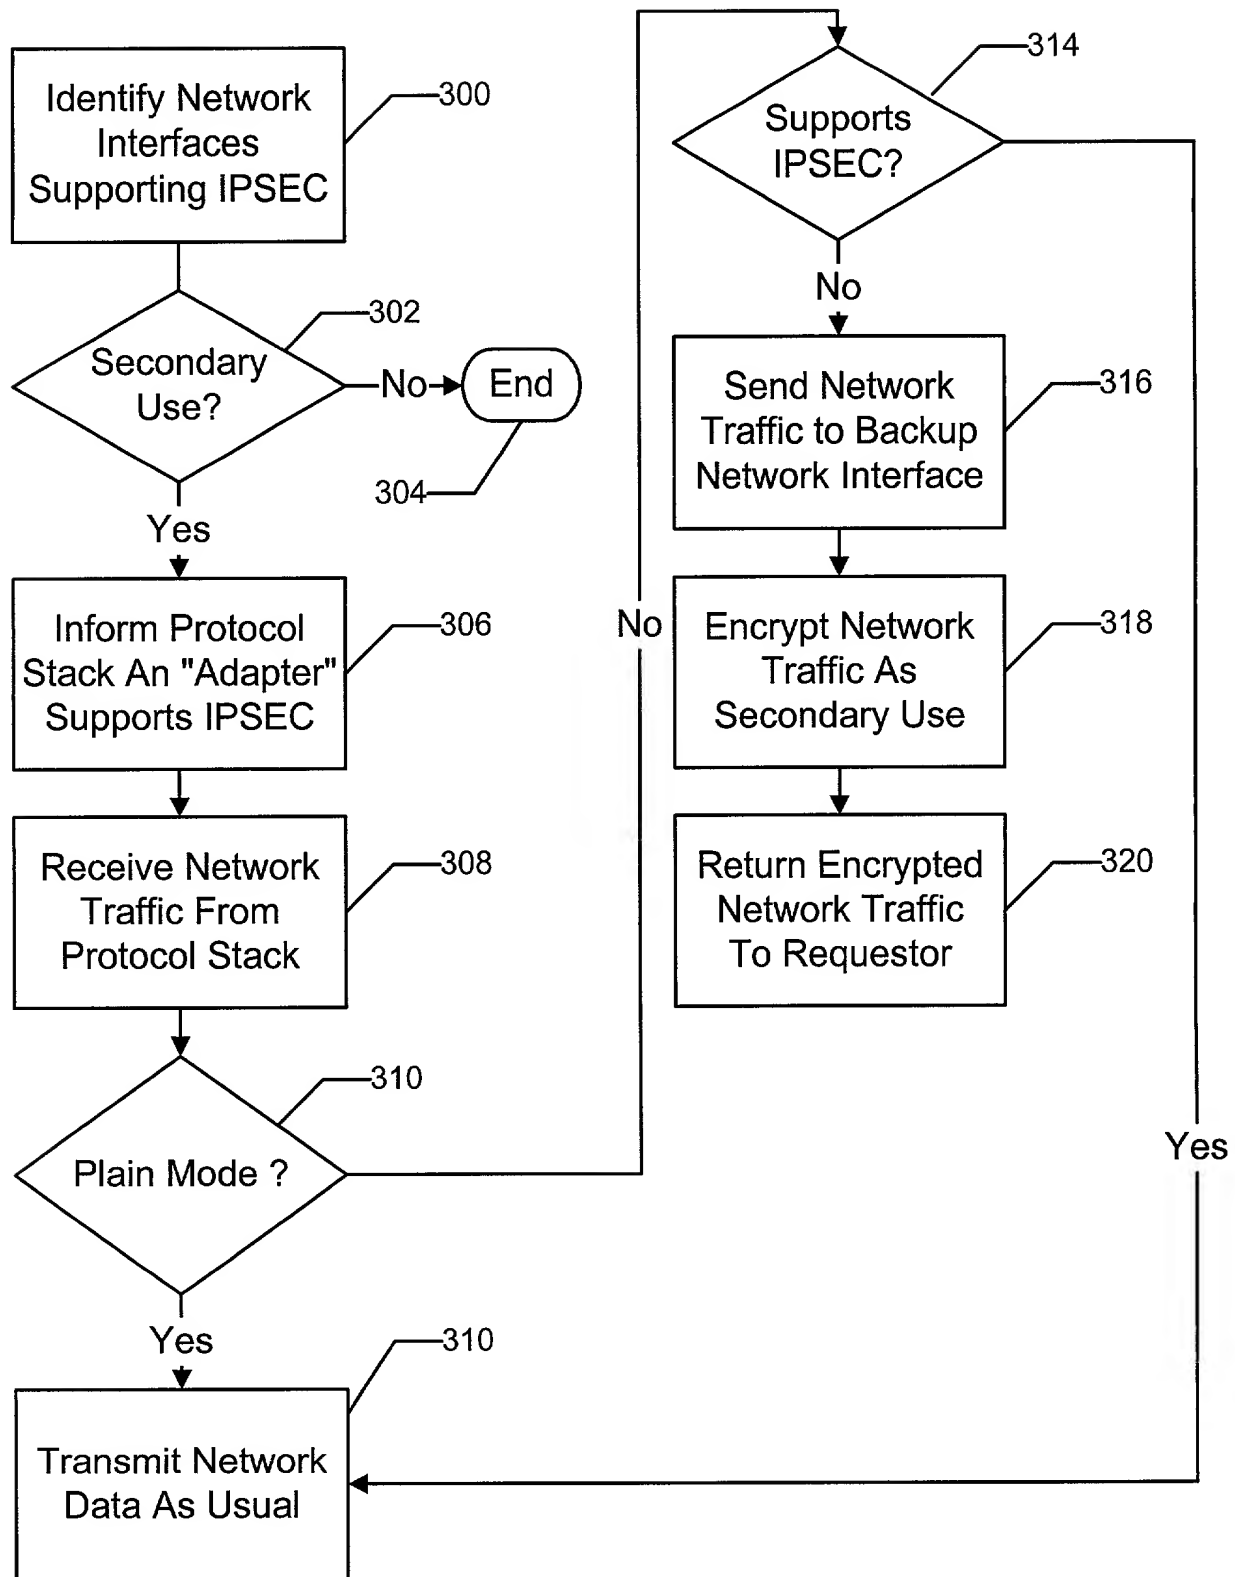 Identify Network
Interfaces
Supporting IPSEC
300
302
Secondary
Use?
No
End
304
Yes
Inform Protocol
Stack An "Adapter"
Supports IPSEC
306
Receive Network
Traffic From
Protocol Stack
308
310
Plain Mode ?
No
Yes
310
Transmit Network
Data As Usual
314
Supports
IPSEC?
No
Send Network
Traffic to Backup
Network Interface
316
Encrypt Network
Traffic As
Secondary Use
318
Return Encrypted
Network Traffic
To Requestor
320
Yes